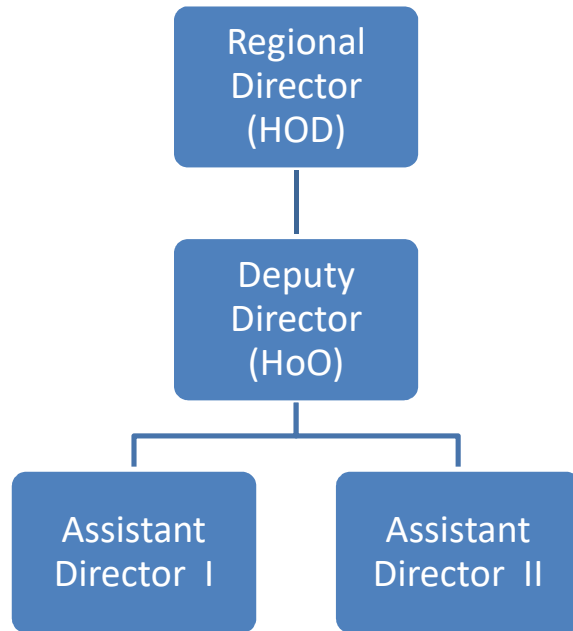 Regional
Director
(HOD)
Deputy
Director
(HoO)
Assistant
Director I
Assistant
Director II